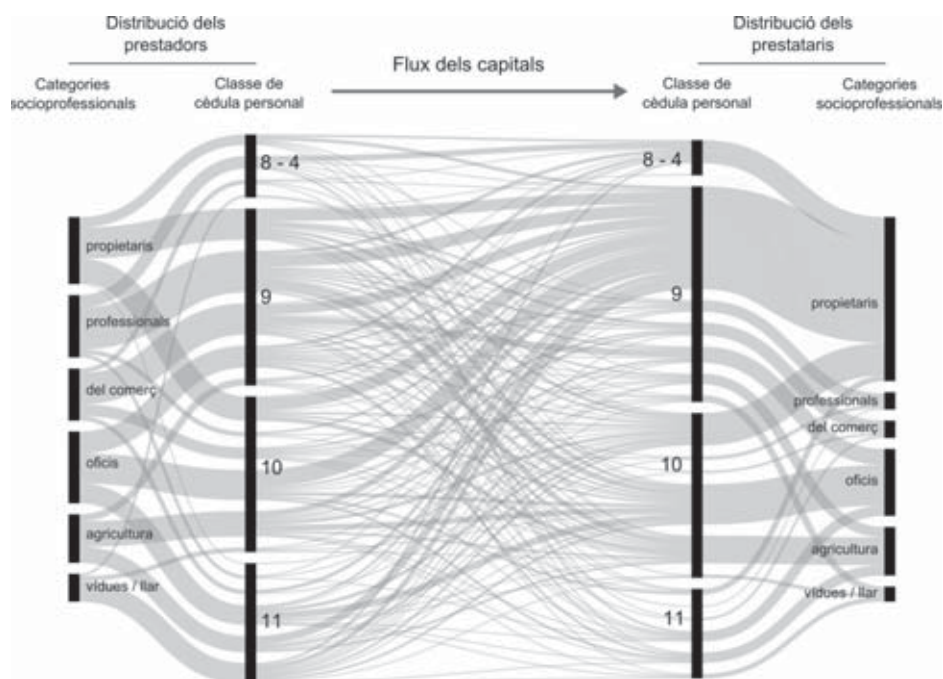 Distribució dels
prestadors
Distribució dels
prestataris
Flux dels capitals
Categories
socioprofessionals
Classe de
cèdula personal
Classe de
cèdula personal
Categories
socioprofessionals
8 - 4
9
10
11
propietaris
professionals
del comerç
oficis
agricultura
vídues / llar
8 - 4
9
10
11
propietaris
professionals
del comerç
oficis
agricultura
vídues / llar